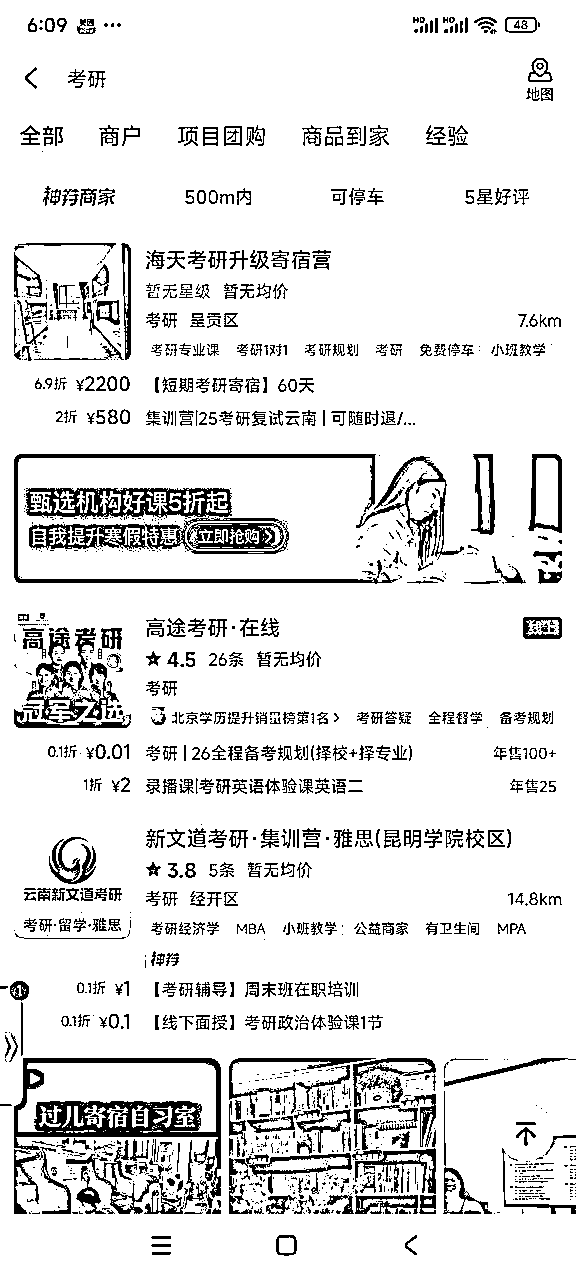 6:09 48
考研
地图
全部 商户 项目团购 商品到家 经验
神券商家 500m内 可停车 5星好评
海天考研升级寄宿营
暂无星级 暂无均价
考研 呈贡区 7.6km
考研专业课 考研1对1 考研规划 考研 免费停车 小班教学
6.9折 ¥2200 【短期考研寄宿】60天
2折 ¥580 集训营|25考研复试云南 | 可随时退/...
甄选机构好课5折起
自我提升寒假特惠 立即抢购
高途考研
冠军之选
高途考研·在线
4.5 26条 暂无均价
考研
北京学历提升销量榜第1名 考研答疑 全程督学 备考规划
0.1折 ¥0.01 考研 | 26全程备考规划(择校+择专业) 年售100+
1折 ¥2 录播课|考研英语体验课英语二 年售25
云南新文道考研
考研·留学·雅思
新文道考研·集训营·雅思(昆明学院校区)
3.8 5条 暂无均价
考研 经开区 14.8km
考研经济学 MBA 小班教学 公益商家 有卫生间 MPA
神券
0.1折 ¥1 【考研辅导】周末班在职培训
0.1折 ¥0.1 【线下面授】考研政治体验课1节
过儿寄宿自习室